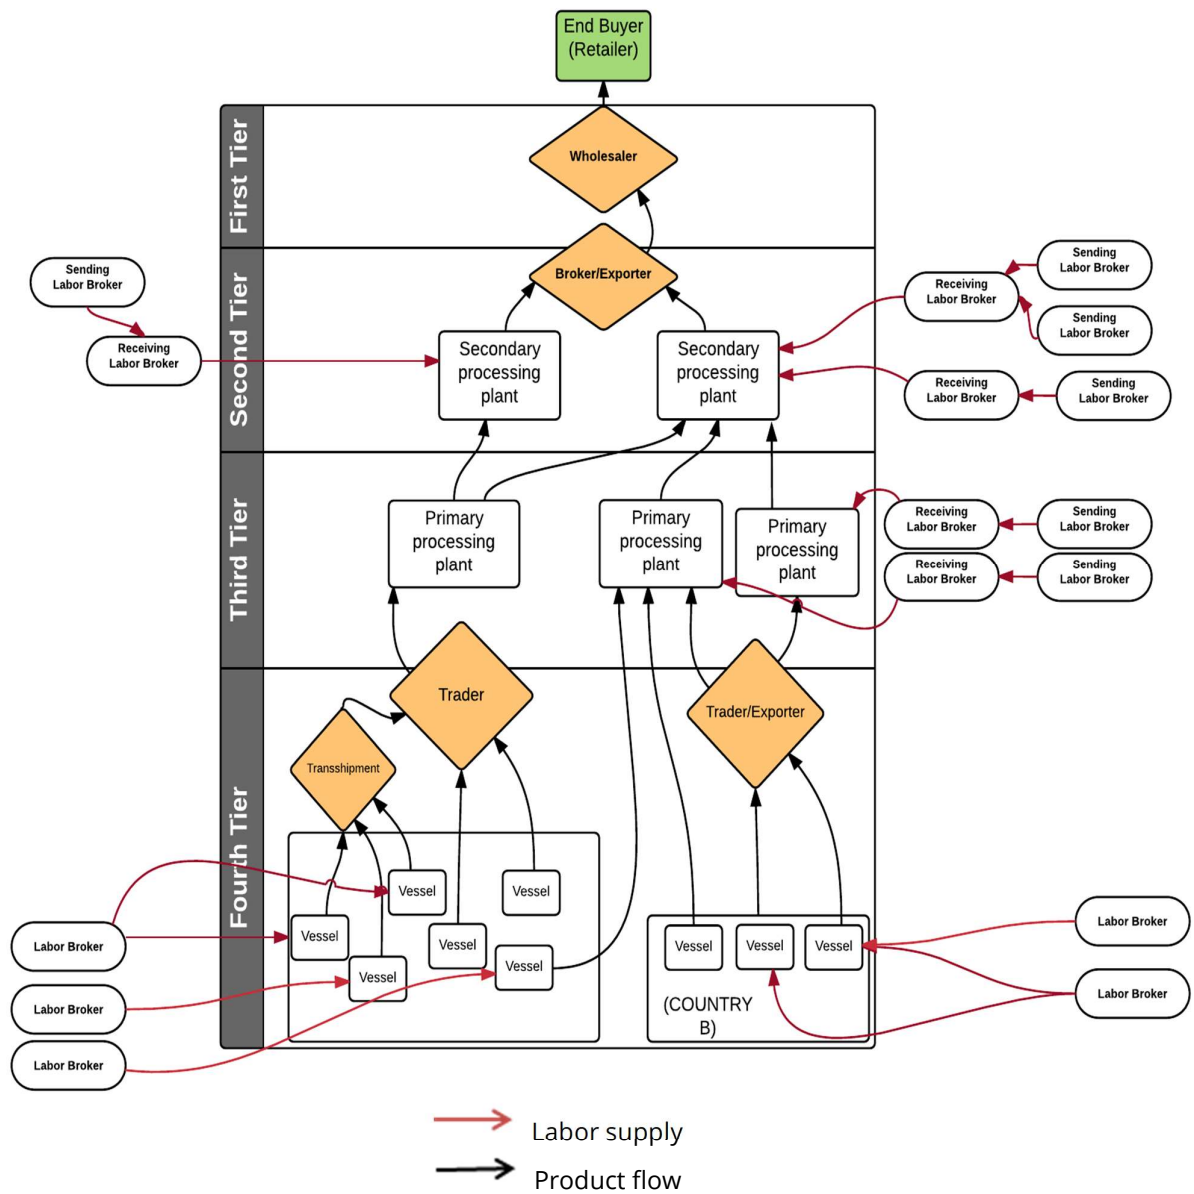 End Buyer
(Retailer)
First Tier
Wholesaler
Second Tier
Broker/Exporter
Sending
Labor Broker
Receiving
Labor Broker
Secondary
processing
plant
Secondary
processing
plant
Receiving
Labor Broker
Sending
Labor Broker
Sending
Labor Broker
Receiving
Labor Broker
Sending
Labor Broker
Third Tier
Primary
processing
plant
Primary
processing
plant
Primary
processing
plant
Receiving
Labor Broker
Sending
Labor Broker
Receiving
Labor Broker
Sending
Labor Broker
Fourth Tier
Trader
Trader/Exporter
Transshipment
Vessel
Vessel
Vessel
Vessel
Vessel
Vessel
Vessel
Vessel
Vessel
(COUNTRY
B)
Labor Broker
Labor Broker
Labor Broker
Labor Broker
Labor Broker
Labor supply
Product flow